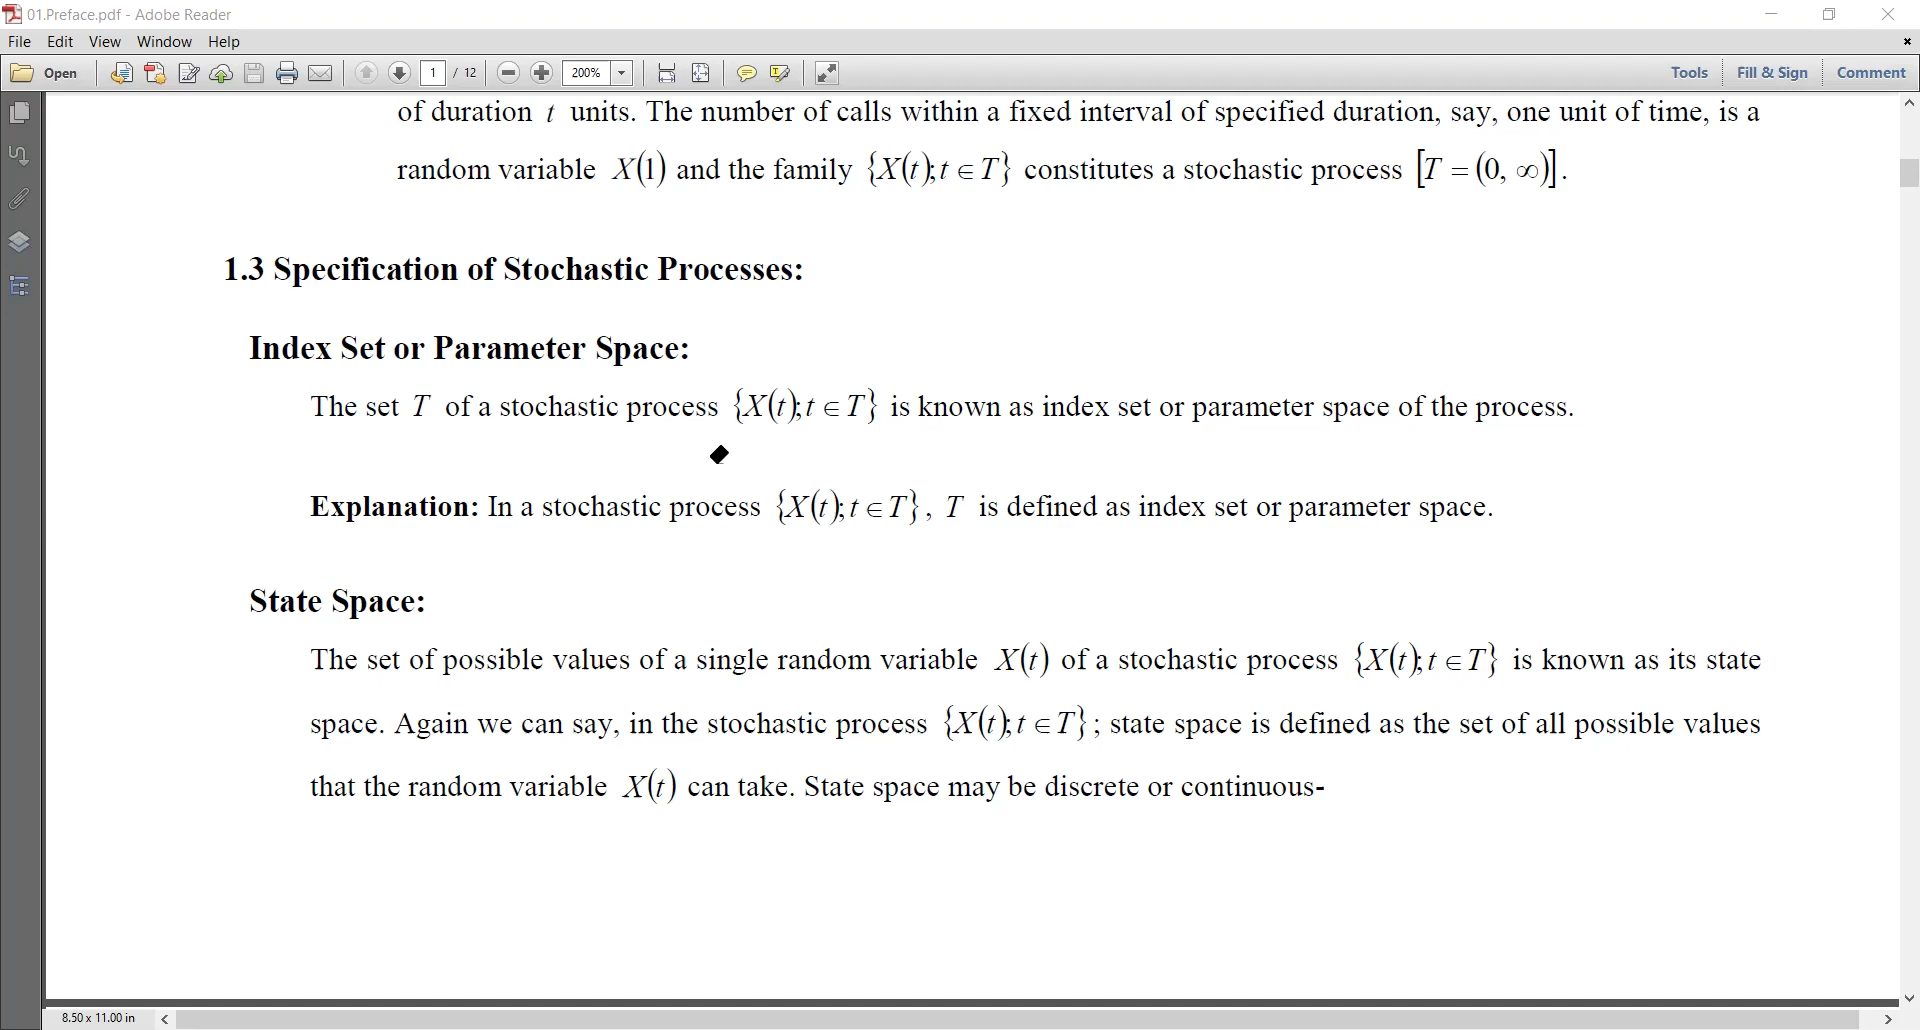 01.Preface.pdf - Adobe Reader
File Edit View Window Help
Open 1 / 12 200% Tools Fill & Sign Comment
of duration t units. The number of calls within a fixed interval of specified duration, say, one unit of time, is a
random variable X(1) and the family {X(t); t ∈ T} constitutes a stochastic process [T = (0, ∞)].
1.3 Specification of Stochastic Processes:
Index Set or Parameter Space:
The set T of a stochastic process {X(t); t ∈ T} is known as index set or parameter space of the process.
Explanation: In a stochastic process {X(t); t ∈ T}, T is defined as index set or parameter space.
State Space:
The set of possible values of a single random variable X(t) of a stochastic process {X(t); t ∈ T} is known as its state
space. Again we can say, in the stochastic process {X(t); t ∈ T}; state space is defined as the set of all possible values
that the random variable X(t) can take. State space may be discrete or continuous-
8.50 x 11.00 in